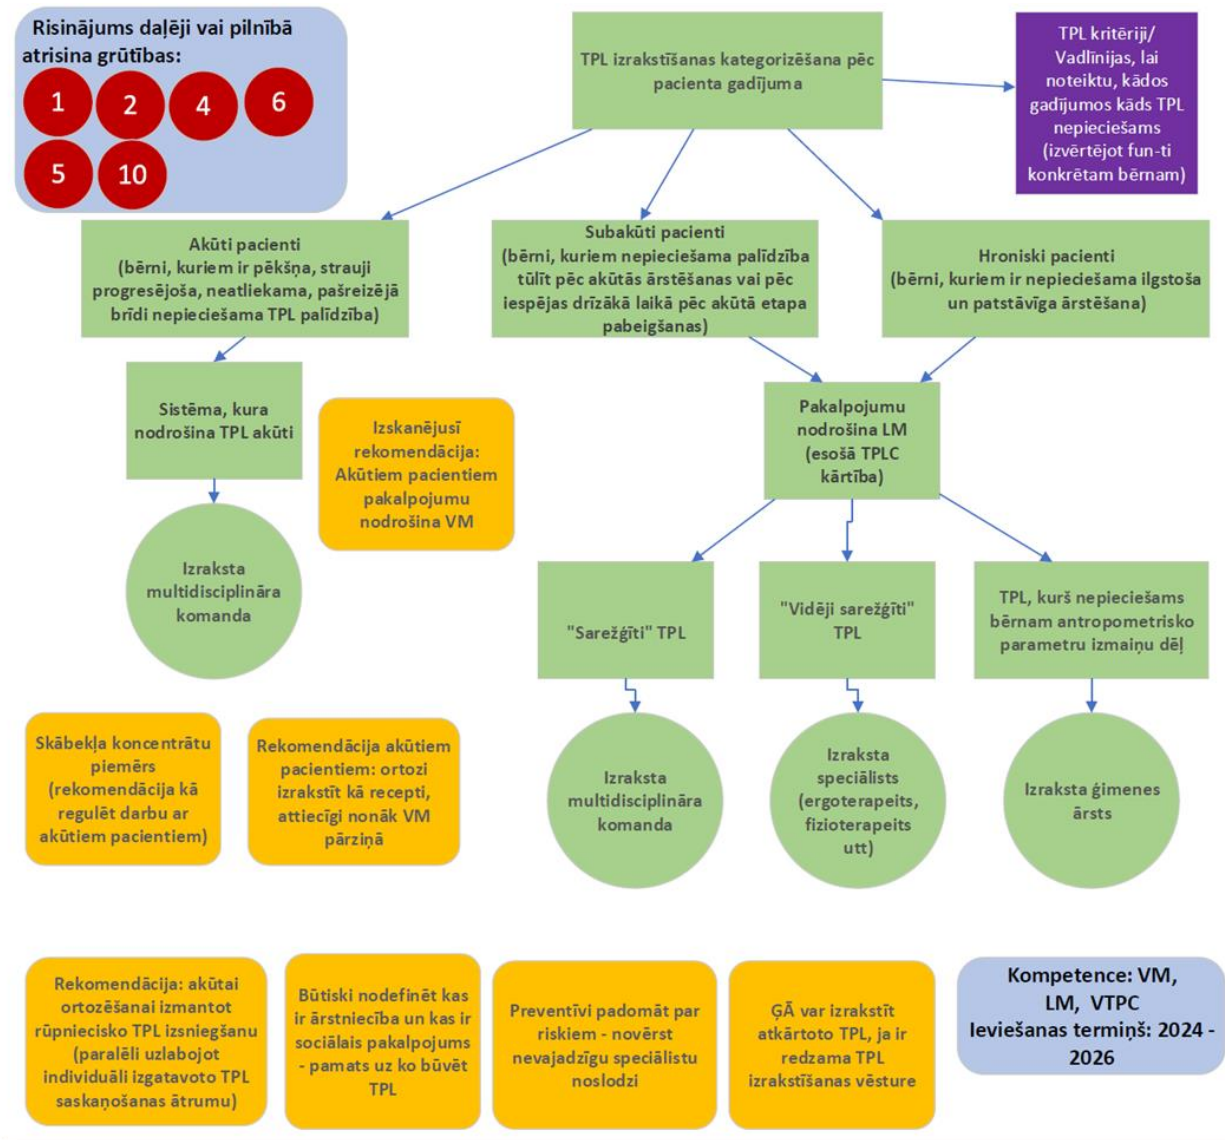 Risinājums daļēji vai pilnībā
atrisina grūtības:
1
2
4
6
5
10
TPL izrakstīšanas kategorizēšana pēc
pacienta gadījuma
TPL kritēriji/
Vadlīnijas, lai
noteiktu, kādos
gadījumos kāds TPL
nepieciešams
(izvērtējot fun-ti
konkrētam bērnam)
Akūti pacienti
(bērni, kuriem ir pēkšņa, strauji
progresējoša, neatliekama, pašreizējā
brīdi nepieciešama TPL palīdzība)
Subakūti pacienti
(bērni, kuriem nepieciešama palīdzība
tūlīt pēc akūtās ārstēšanas vai pēc
iespējas drīzākā laikā pēc akūtā etapa
pabeigšanas)
Hroniski pacienti
(bērni, kuriem ir nepieciešama ilgstoša
un patstāvīga ārstēšana)
Sistēma, kura
nodrošina TPL akūti
Izskanējusī
rekomendācija:
Akūtiem pacientiem
pakalpojumu
nodrošina VM
Pakalpojumu
nodrošina LM
(esošā TPLC
kārtība)
Izraksta
multidisciplināra
komanda
"Sarežģīti" TPL
"Vidēji sarežģīti"
TPL
TPL, kurš nepieciešams
bērnam antropometrisko
parametru izmaiņu dēļ
Skābekļa koncentrātu
piemērs
(rekomendācija kā
regulēt darbu ar
akūtiem pacientiem)
Rekomendācija akūtiem
pacientiem: ortozi
izrakstīt kā recepti,
attiecīgi nonāk VM
pārziņā
Izraksta
multidisciplināra
komanda
Izraksta
speciālists
(ergoterapeits,
fizioterapeits
utt)
Izraksta ģimenes
ārsts
Rekomendācija: akūtai
ortozēšanai izmantot
rūpniecisko TPL izsniegšanu
(paralēli uzlabojot
individuāli izgatavoto TPL
saskaņošanas ātrumu)
Būtiski nodefinēt kas
ir ārstniecība un kas ir
sociālais pakalpojums
- pamats uz ko būvēt
TPL
Preventīvi padomāt par
riskiem - novērst
nevajadzīgu speciālistu
noslodzi
ĢĀ var izrakstīt
atkārtoto TPL, ja ir
redzama TPL
izrakstīšanas vēsture
Kompetence: VM,
LM, VTPC
Ieviešanas termiņš: 2024 -
2026